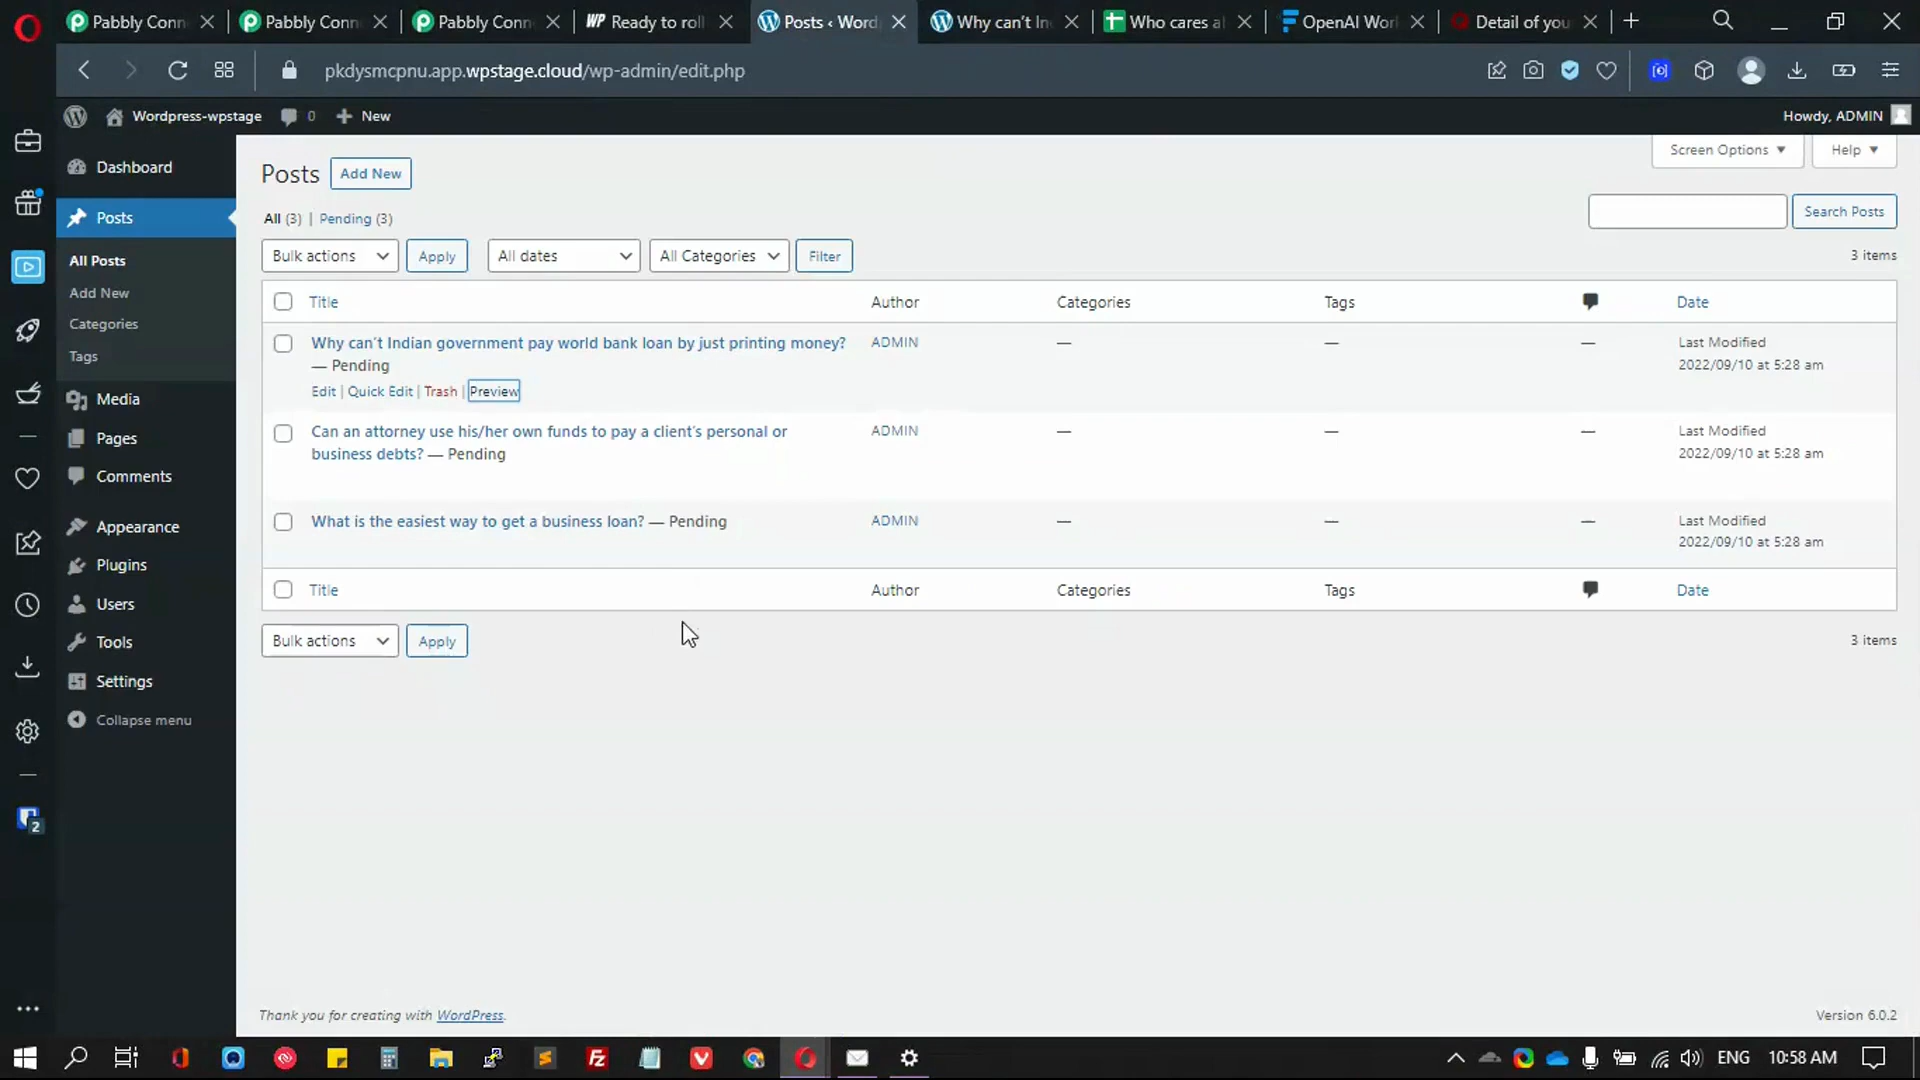 Pabbly Conn
Pabbly Conn
Pabbly Conn
WP Ready to roll
Posts ‹ Word
Why can't In
Who cares a
OpenAI Wor
Detail of you
pkdysmcpnu.app.wpstage.cloud/wp-admin/edit.php
Wordpress-wpstage
0
New
Howdy, ADMIN
Dashboard
Posts
All Posts
Add New
Categories
Tags
Media
Pages
Comments
Appearance
Plugins
Users
Tools
Settings
Collapse menu
2
Posts
Add New
Screen Options
Help
All (3) | Pending (3)
Search Posts
Bulk actions
Apply
All dates
All Categories
Filter
3 items
Title
Author
Categories
Tags
Date
Why can't Indian government pay world bank loan by just printing money?
— Pending
Edit | Quick Edit | Trash | Preview
ADMIN
—
—
—
Last Modified
2022/09/10 at 5:28 am
Can an attorney use his/her own funds to pay a client's personal or
business debts? — Pending
ADMIN
—
—
—
Last Modified
2022/09/10 at 5:28 am
What is the easiest way to get a business loan? — Pending
ADMIN
—
—
—
Last Modified
2022/09/10 at 5:28 am
Title
Author
Categories
Tags
Date
Bulk actions
Apply
3 items
Thank you for creating with WordPress.
Version 6.0.2
ENG
10:58 AM